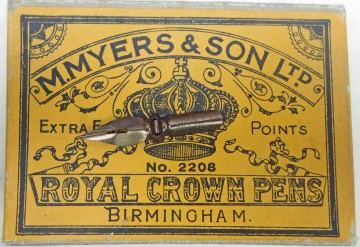 M. MYERS & SON LTD
EXTRA POINTS
No. 2208
ROYAL CROWN PENS
BIRMINGHAM.